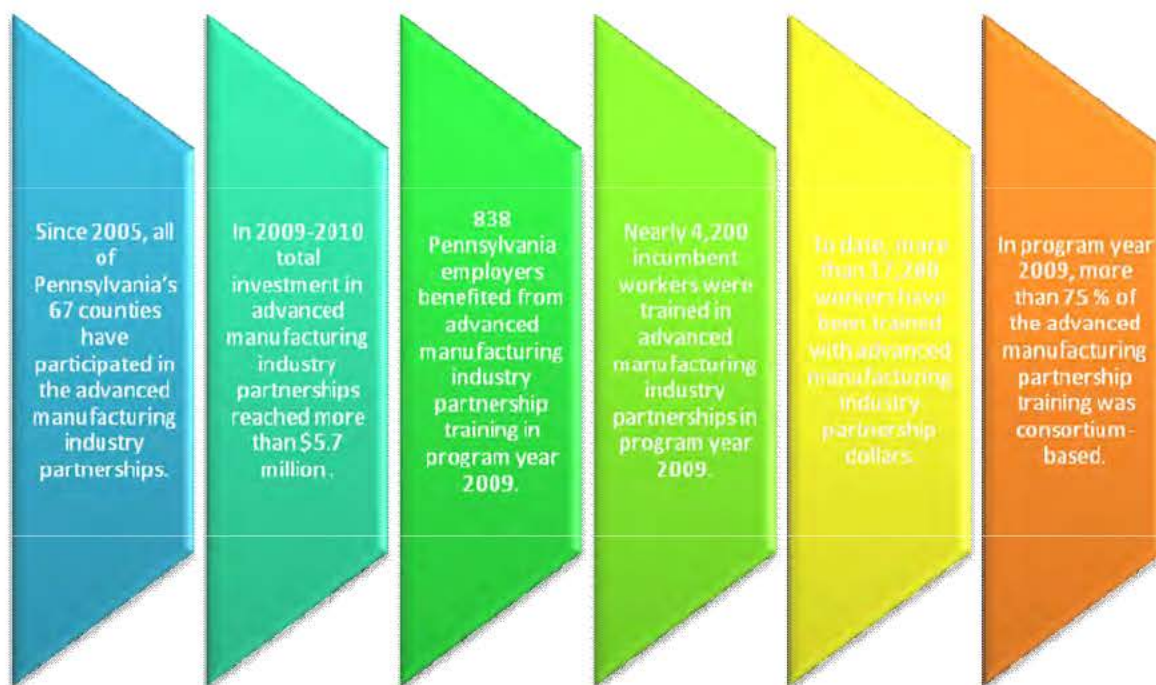 Since 2005, all
of
Pennsylvania's
67 counties
have
participated in
the advanced
manufacturing
industry
partnerships.
In 2009-2010
total
investment in
advanced
manufacturing
industry
partnerships
reached more
than $5.7
million.
838
Pennsylvania
employers
benefited from
advanced
manufacturing
industry
partnership
training in
program year
2009.
Nearly 4,200
incumbent
workers were
trained in
advanced
manufacturing
industry
partnerships in
program year
2009.
To date, more
than
workers have
been trained
with advanced
manufacturing
industry
partnership
dollars.
In program year
2009, more
than 75 % of
the advanced
manufacturing
partnership
training was
consortium-
based.